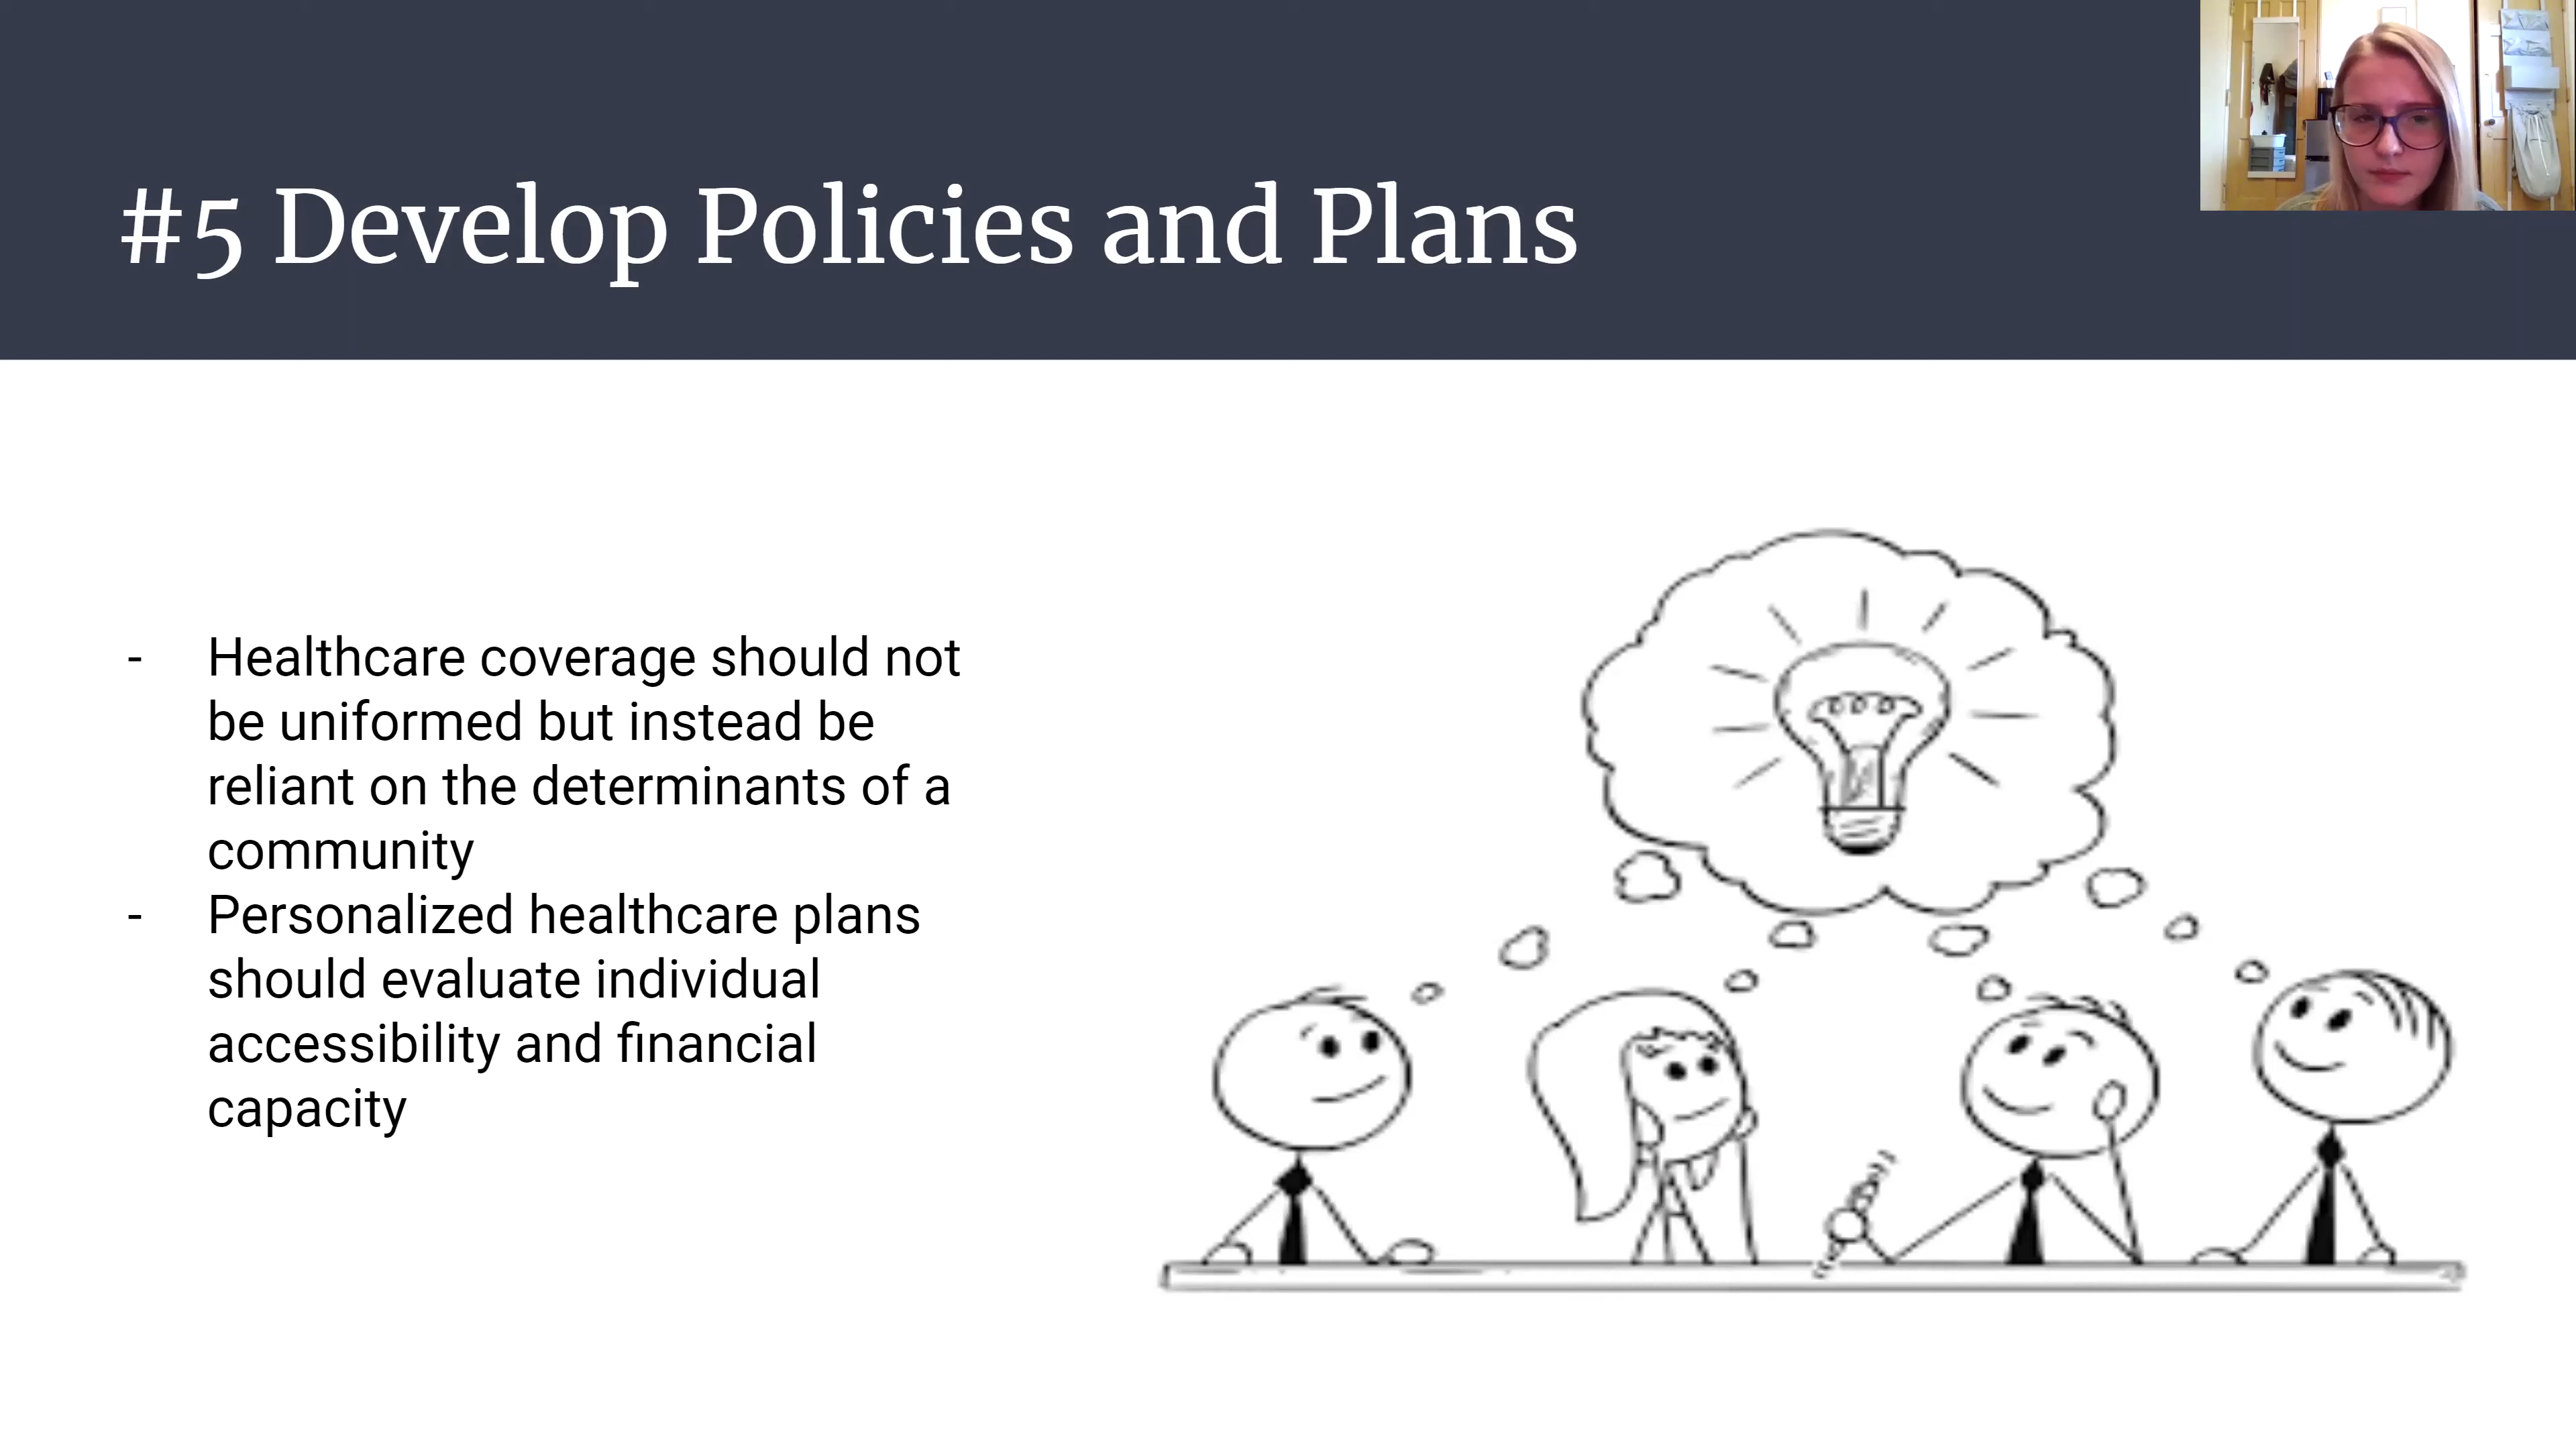 #5 Develop Policies and Plans
- Healthcare coverage should not
be uniformed but instead be
reliant on the determinants of a
community
- Personalized healthcare plans
should evaluate individual
accessibility and financial
capacity